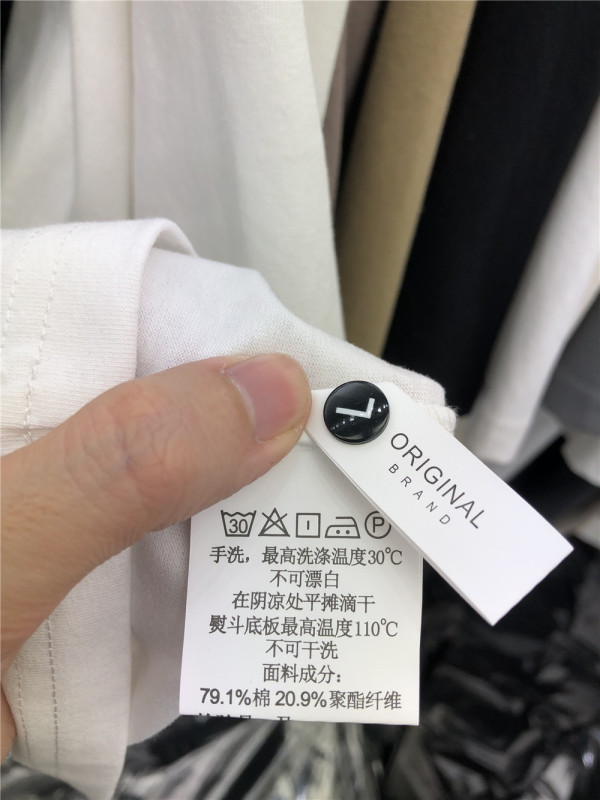 ORIGINAL
BRAND
30 P
手洗，最高洗涤温度30℃
不可漂白
在阴凉处平摊滴干
熨斗底板最高温度110℃
不可干洗
面料成分：
79.1%棉 20.9%聚酯纤维